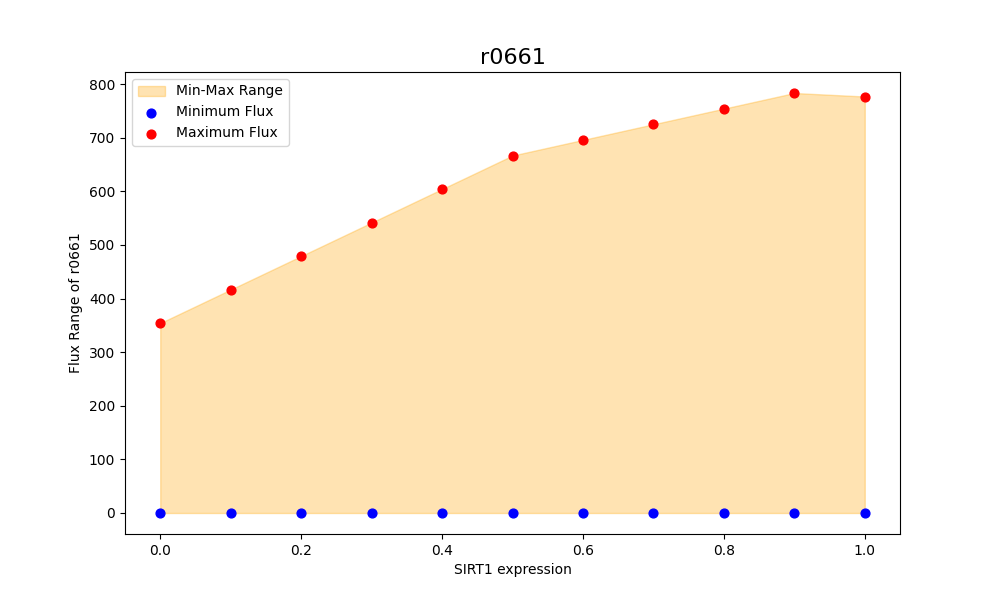 r0661
Min-Max Range
Minimum Flux
Maximum Flux
Flux Range of r0661
800
700
600
500
400
300
200
100
0
0.0 0.2 0.4 0.6 0.8 1.0
SIRT1 expression